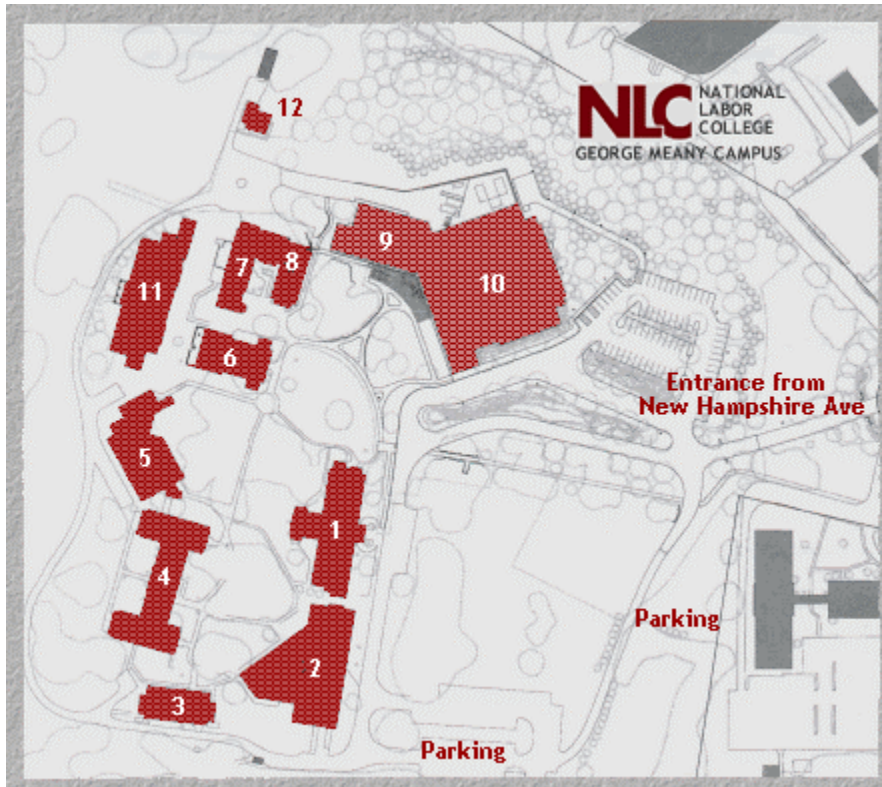 12
NLC NATIONAL
LABOR
COLLEGE
GEORGE MEANY CAMPUS
9
7
8
11
10
6
Entrance from
New Hampshire Ave
5
1
4
Parking
2
3
Parking